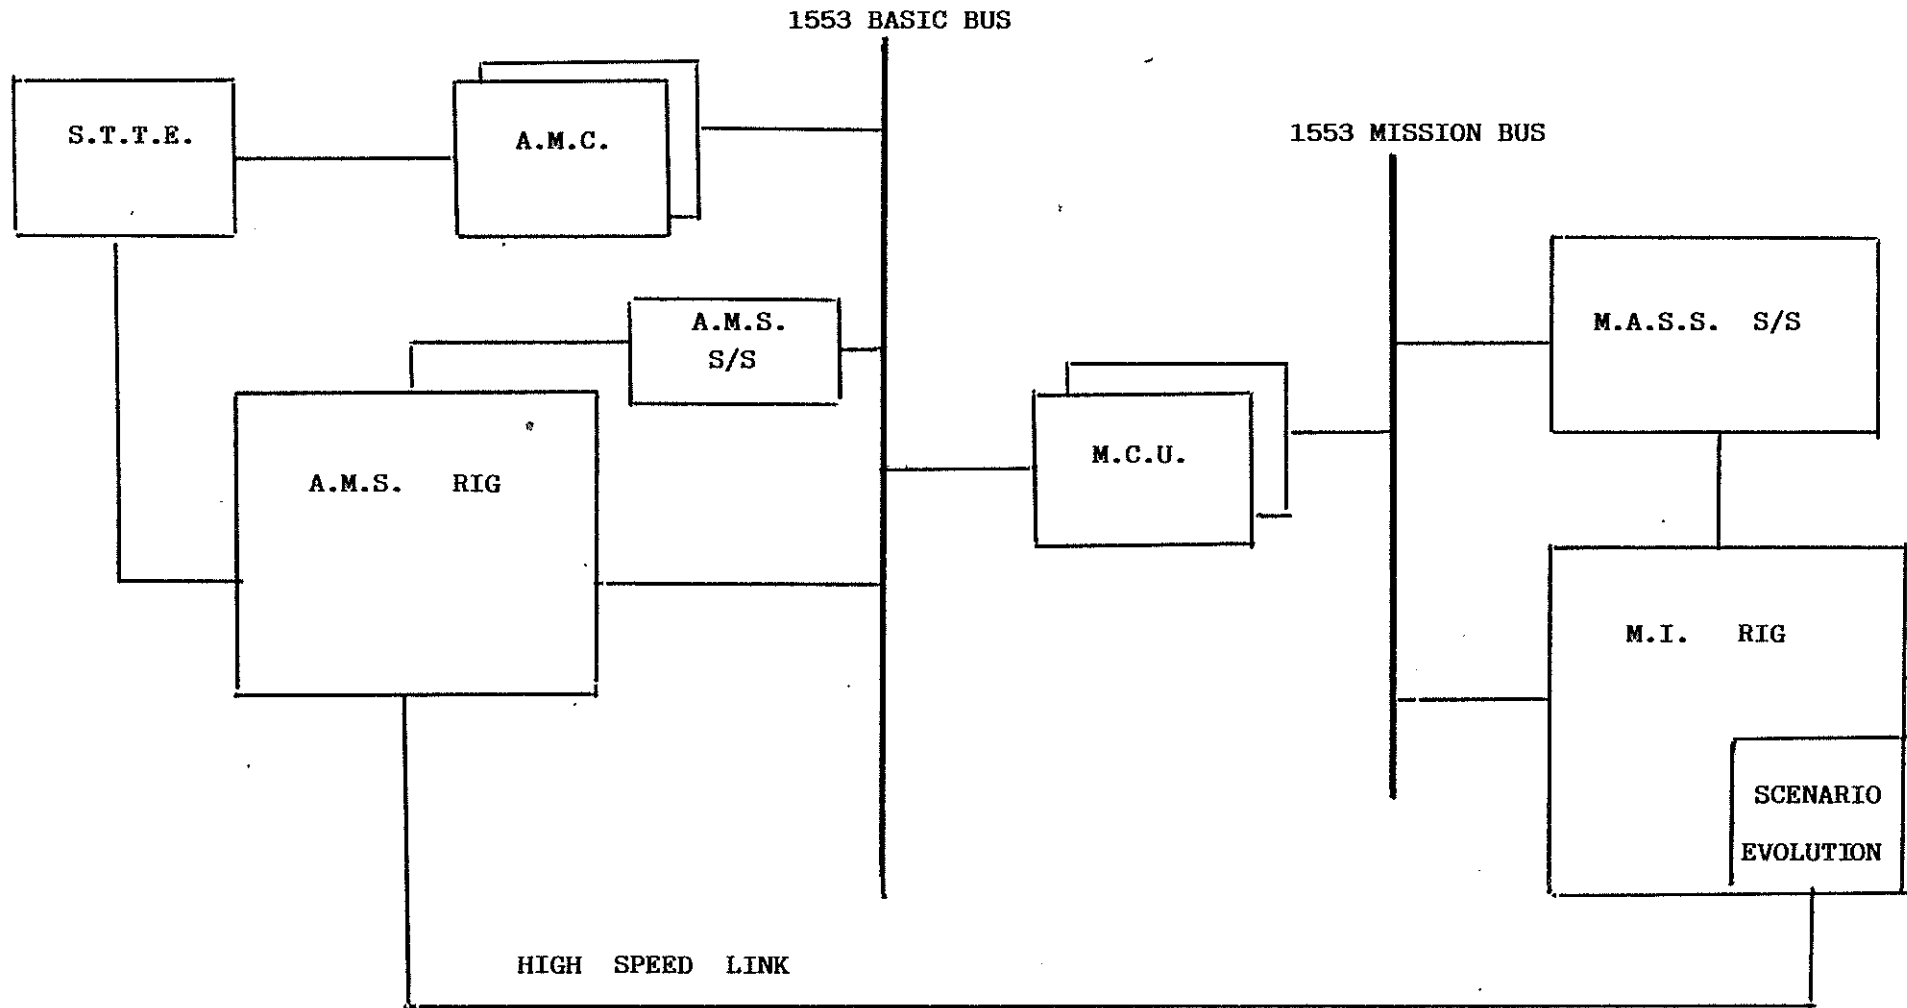 1553 BASIC BUS
S.T.T.E.
A.M.C.
1553 MISSION BUS
A.M.S.
S/S
M.A.S.S. S/S
A.M.S. RIG
M.C.U.
M.I. RIG
SCENARIO
EVOLUTION
HIGH SPEED LINK